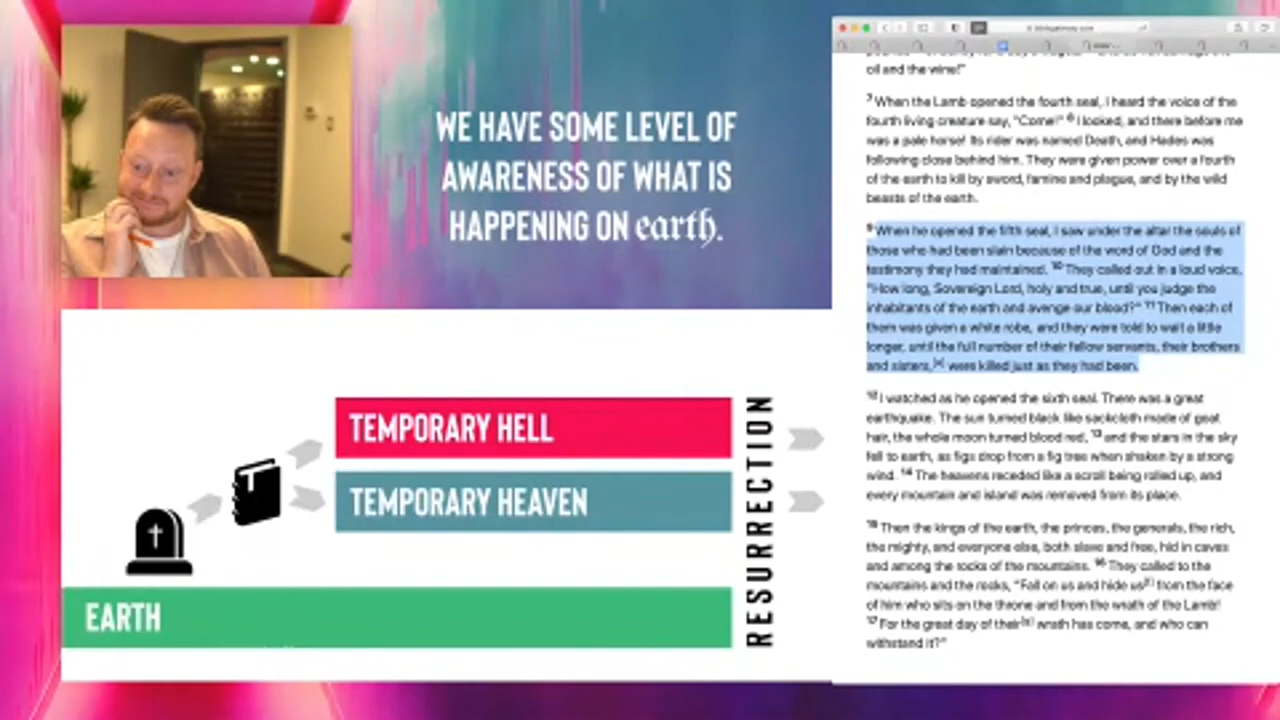 WE HAVE SOME LEVEL OF
AWARENESS OF WHAT IS
HAPPENING ON earth.
TEMPORARY HELL
TEMPORARY HEAVEN
RESURRECTION
EARTH
oil and the wine!”
7 When the Lamb opened the fourth seal, I heard the voice of the
fourth living creature say, “Come!” 8 I looked, and there before me
was a pale horse! Its rider was named Death, and Hades was
following close behind him. They were given power over a fourth
of the earth to kill by sword, famine and plague, and by the wild
beasts of the earth.
9 When he opened the fifth seal, I saw under the altar the souls of
those who had been slain because of the word of God and the
testimony they had maintained. 10 They called out in a loud voice,
“How long, Sovereign Lord, holy and true, until you judge the
inhabitants of the earth and avenge our blood?” 11 Then each of
them was given a white robe, and they were told to wait a little
longer, until the full number of their fellow servants, their brothers
and sisters,[e] were killed just as they had been.
12 I watched as he opened the sixth seal. There was a great
earthquake. The sun turned black like sackcloth made of goat
hair, the whole moon turned blood red, 13 and the stars in the sky
fell to earth, as figs drop from a fig tree when shaken by a strong
wind. 14 The heavens receded like a scroll being rolled up, and
every mountain and island was removed from its place.
15 Then the kings of the earth, the princes, the generals, the rich,
the mighty, and everyone else, both slave and free, hid in caves
and among the rocks of the mountains. 16 They called to the
mountains and the rocks, “Fall on us and hide us[f] from the face
of him who sits on the throne and from the wrath of the Lamb!
17 For the great day of their[g] wrath has come, and who can
withstand it?”